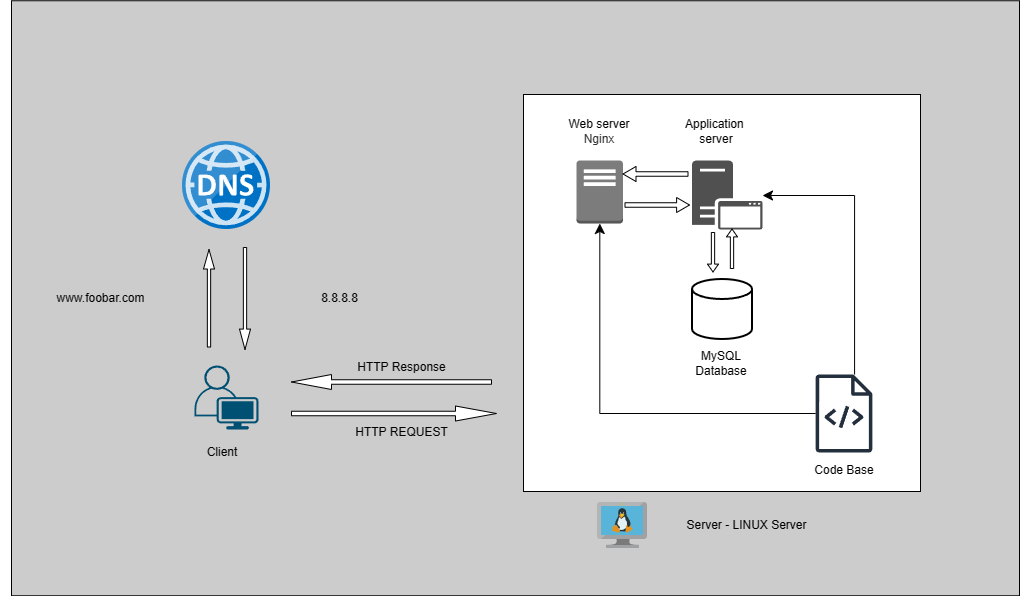 Web server
Nginx
Application
server
DNS
www.foobar.com
8.8.8.8
MySQL
Database
HTTP Response
HTTP REQUEST
</>
Client
Code Base
Server - LINUX Server